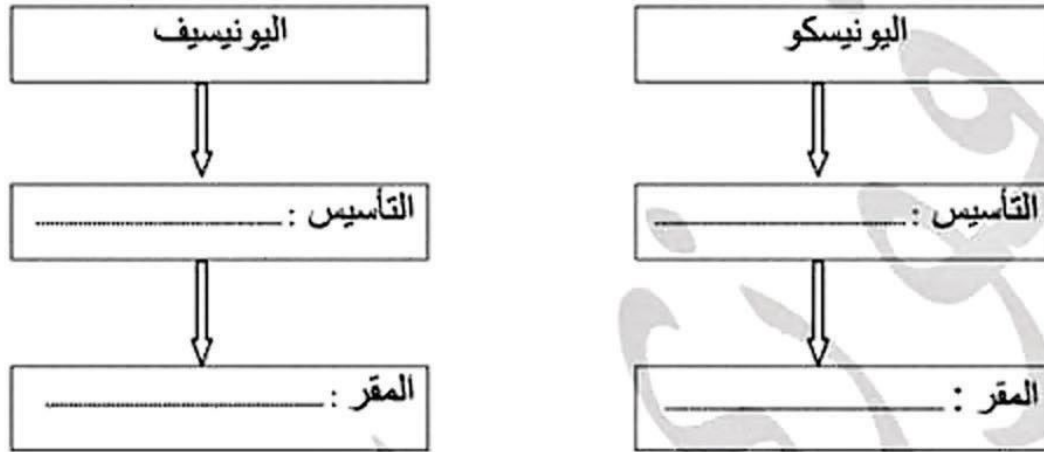 اليونيسكو
اليونيسيف
التأسيس : ....................
التأسيس : ....................
المقر : ....................
المقر : ....................